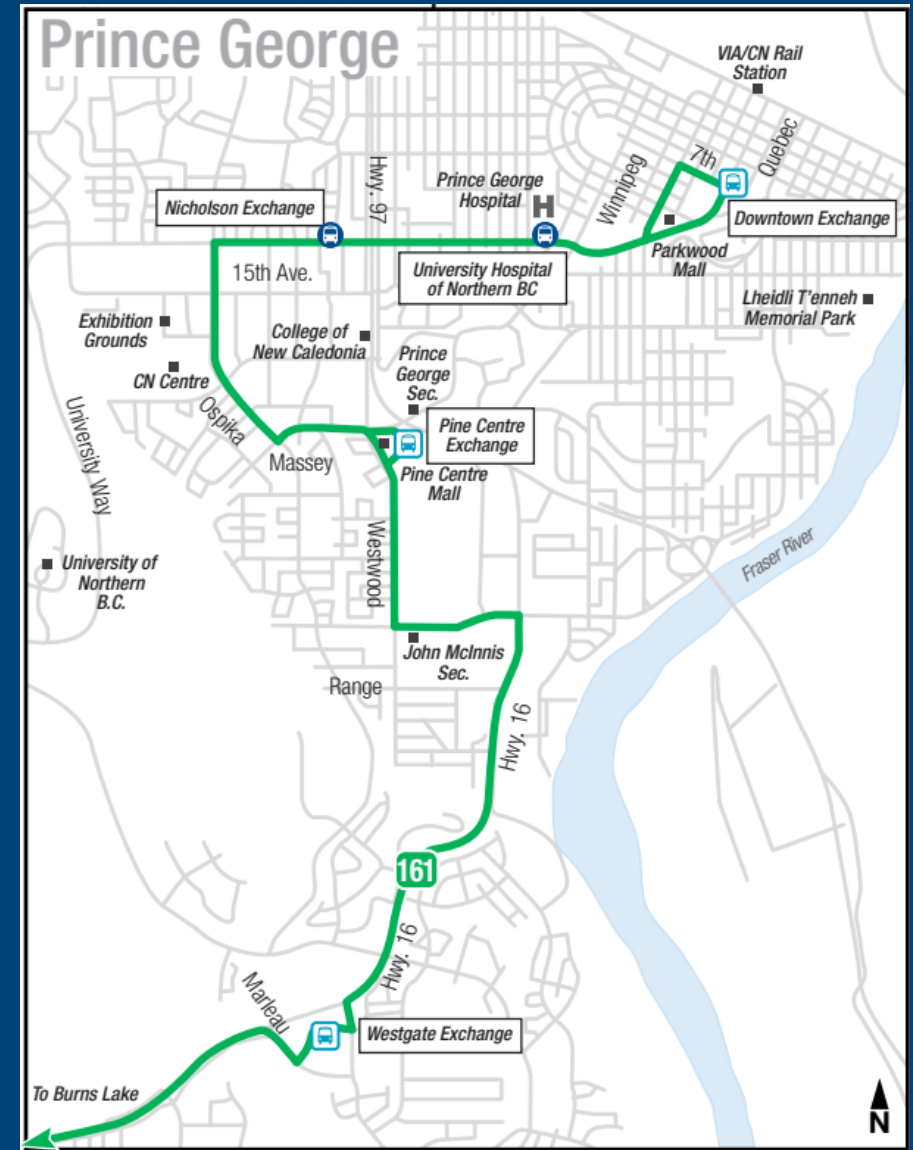 Prince George
VIA/CN Rail
Station
Quebec
7th
Winnipeg
Hwy. 97
Prince George
Hospital
H
Nicholson Exchange
Downtown Exchange
Parkwood
Mall
University Hospital
of Northern BC
15th Ave.
Lheidli T'enneh
Memorial Park
Exhibition
Grounds
College of
New Caledonia
CN Centre
Prince
George
Sec.
Ospika
University Way
Pine Centre
Exchange
Massey
Pine Centre
Mall
Westwood
Fraser River
University of
Northern
B.C.
John McInnis
Sec.
Range
Hwy. 16
161
Hwy. 16
Marleau
Westgate Exchange
To Burns Lake
N